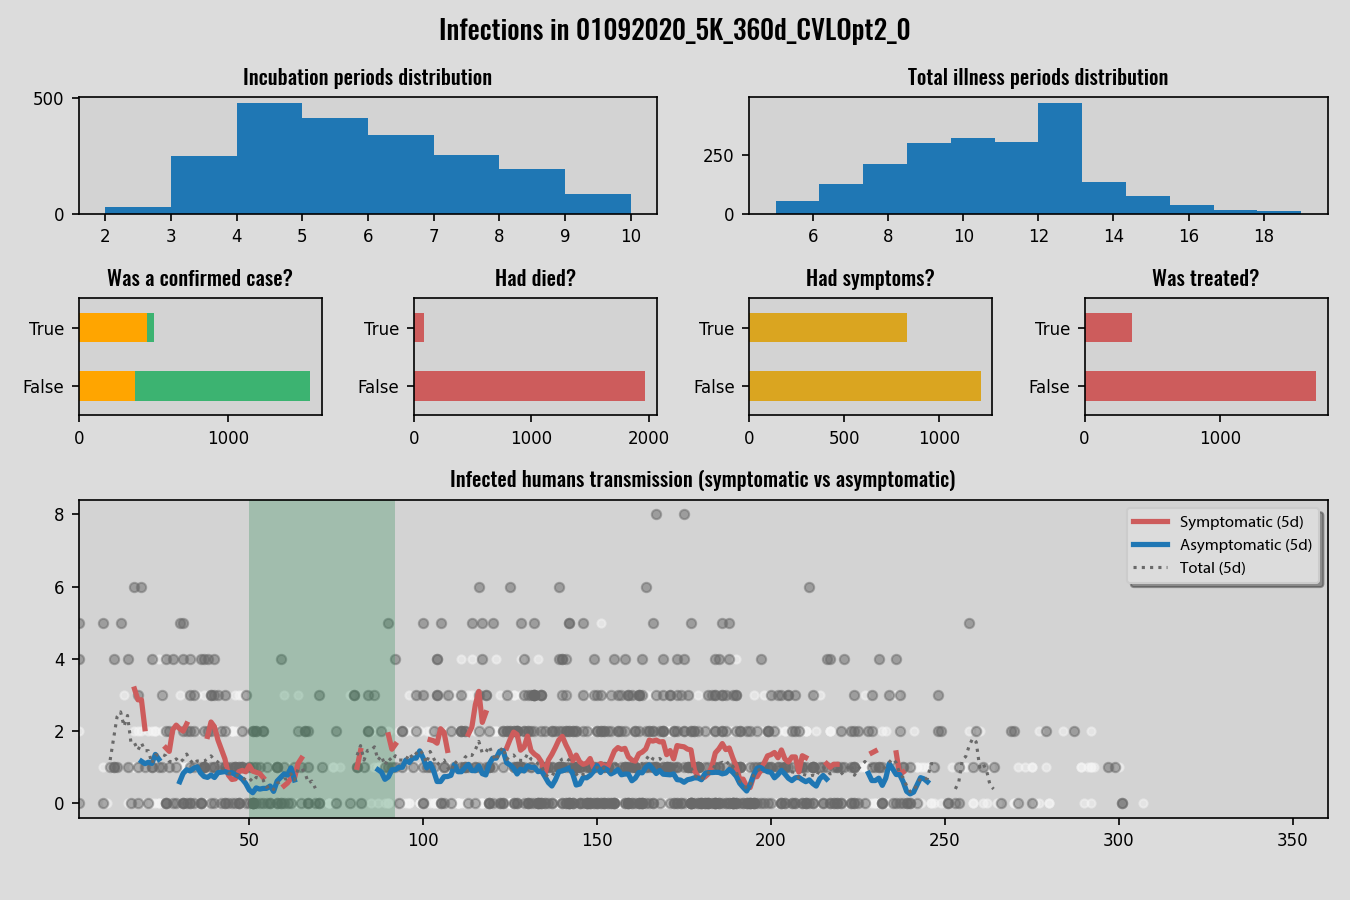 Infections in 01092020_5K_360d_CVLOpt2_0
Incubation periods distribution
Total illness periods distribution
500
0
2 3 4 5 6 7 8 9 10
250
0
6 8 10 12 14 16 18
Was a confirmed case?
Had died?
Had symptoms?
Was treated?
True
False
0 1000
True
False
0 1000 2000
True
False
0 500 1000
True
False
0 1000
Infected humans transmission (symptomatic vs asymptomatic)
8
6
4
2
0
Symptomatic (5d)
Asymptomatic (5d)
Total (5d)
50 100 150 200 250 300 350